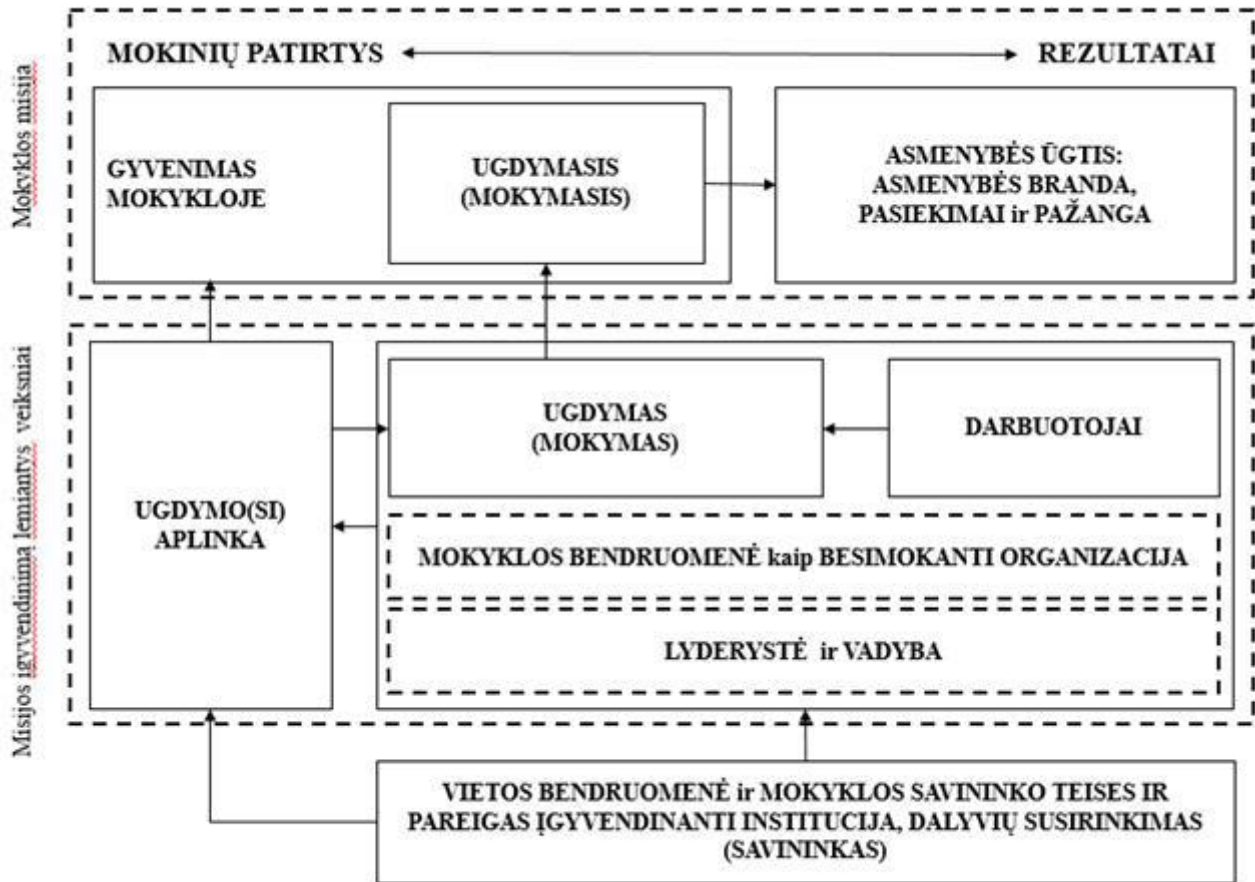 Mokyklos misija
MOKINIŲ PATIRTYS
REZULTATAI
GYVENIMAS
MOKYKLOJE
UGDYMASIS
(MOKYMASIS)
ASMENYBĖS ŪGTIS:
ASMENYBĖS BRANDA,
PASIEKIMAI ir PAŽANGA
Misijos įgyvendinimą lemiantys veiksniai
UGDYMO(SI)
APLINKA
UGDYMAS
(MOKYMAS)
DARBUOTOJAI
MOKYKLOS BENDRUOMENĖ kaip BESIMOKANTI ORGANIZACIJA
LYDERYSTĖ ir VADYBA
VIETOS BENDRUOMENĖ ir MOKYKLOS SAVININKO TEISES IR
PAREIGAS ĮGYVENDINANTI INSTITUCIJA, DALYVIŲ SUSIRINKIMAS
(SAVININKAS)